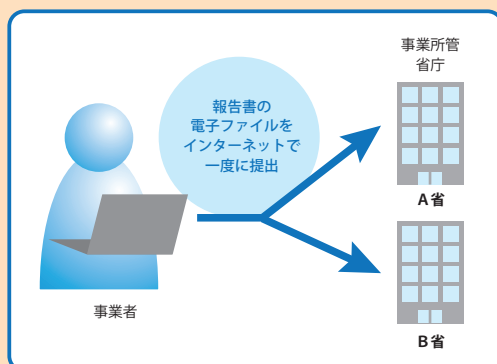 事業所管
省庁
報告書の
電子ファイルを
インターネットで
一度に提出
A省
事業者
B省